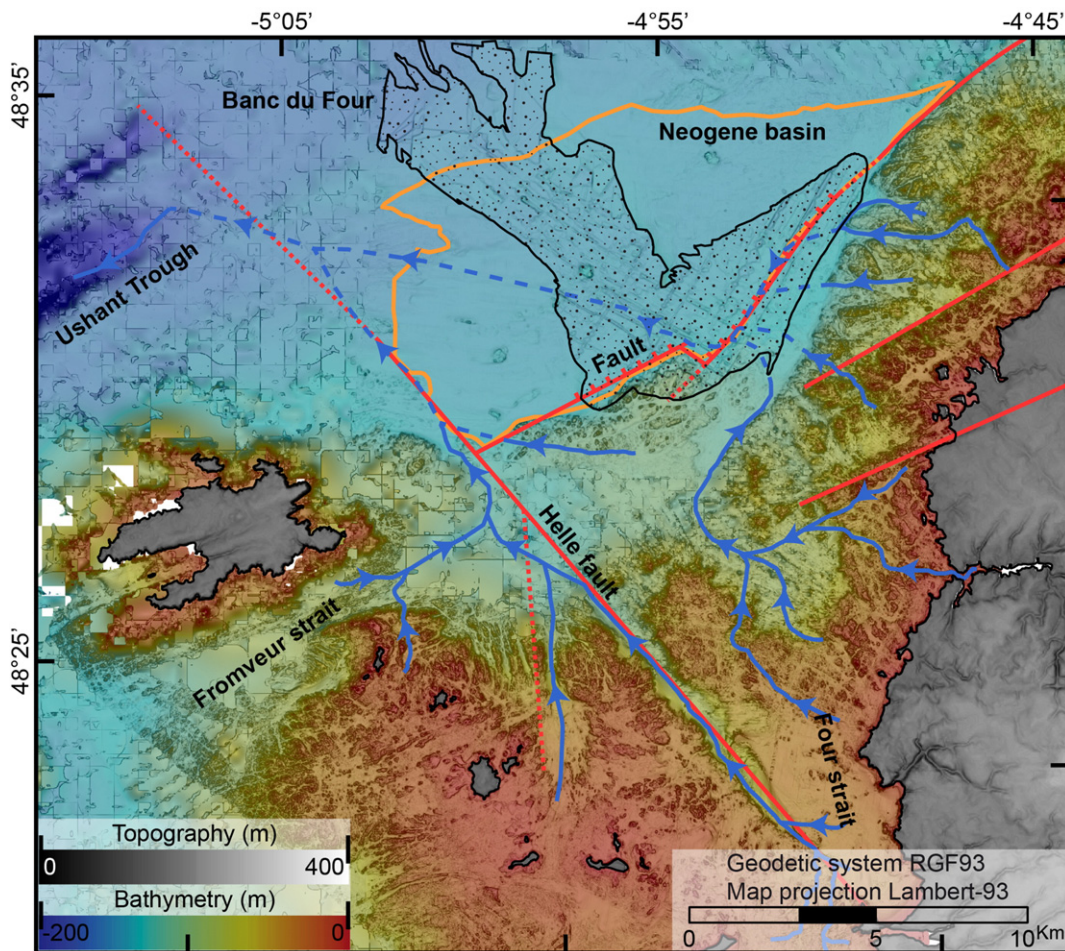 -5°05' -4°55' -4°45'
48°35'
Banc du Four
Neogene basin
Ushant Trough
Fault
Helle fault
48°25'
Fromveur strait
Four strait
Topography (m)
0 400
Bathymetry (m)
-200 0
Geodetic system RGF93
Map projection Lambert-93
0 5 10 Km